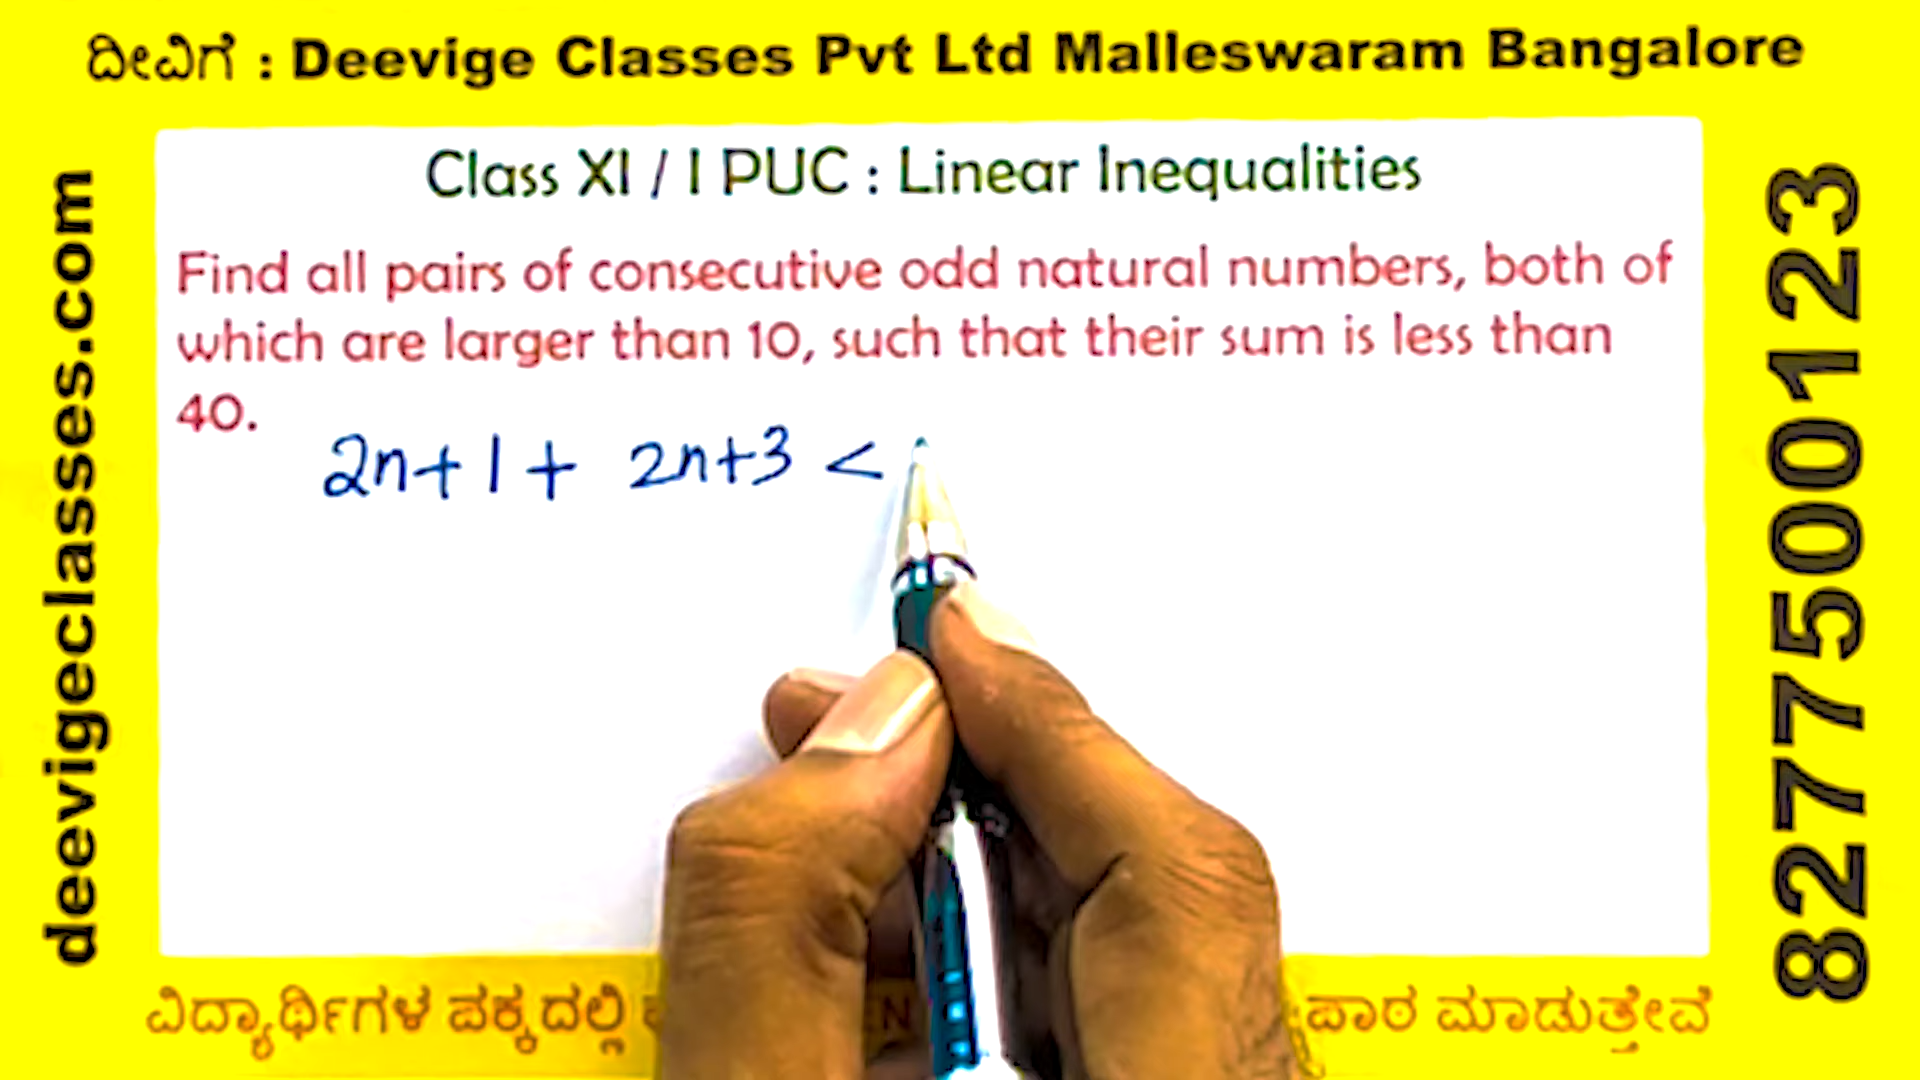 ದೀವಿಗೆ : Deevige Classes Pvt Ltd Malleswaram Bangalore
deevigeclasses.com
Class XI / I PUC : Linear Inequalities
Find all pairs of consecutive odd natural numbers, both of
which are larger than 10, such that their sum is less than
40.
2n+1+ 2n+3 <
8277500123
ವಿದ್ಯಾರ್ಥಿಗಳ ಪಕ್ಕದಲ್ಲಿ ಪಾಠ ಮಾಡುತ್ತೇವೆ